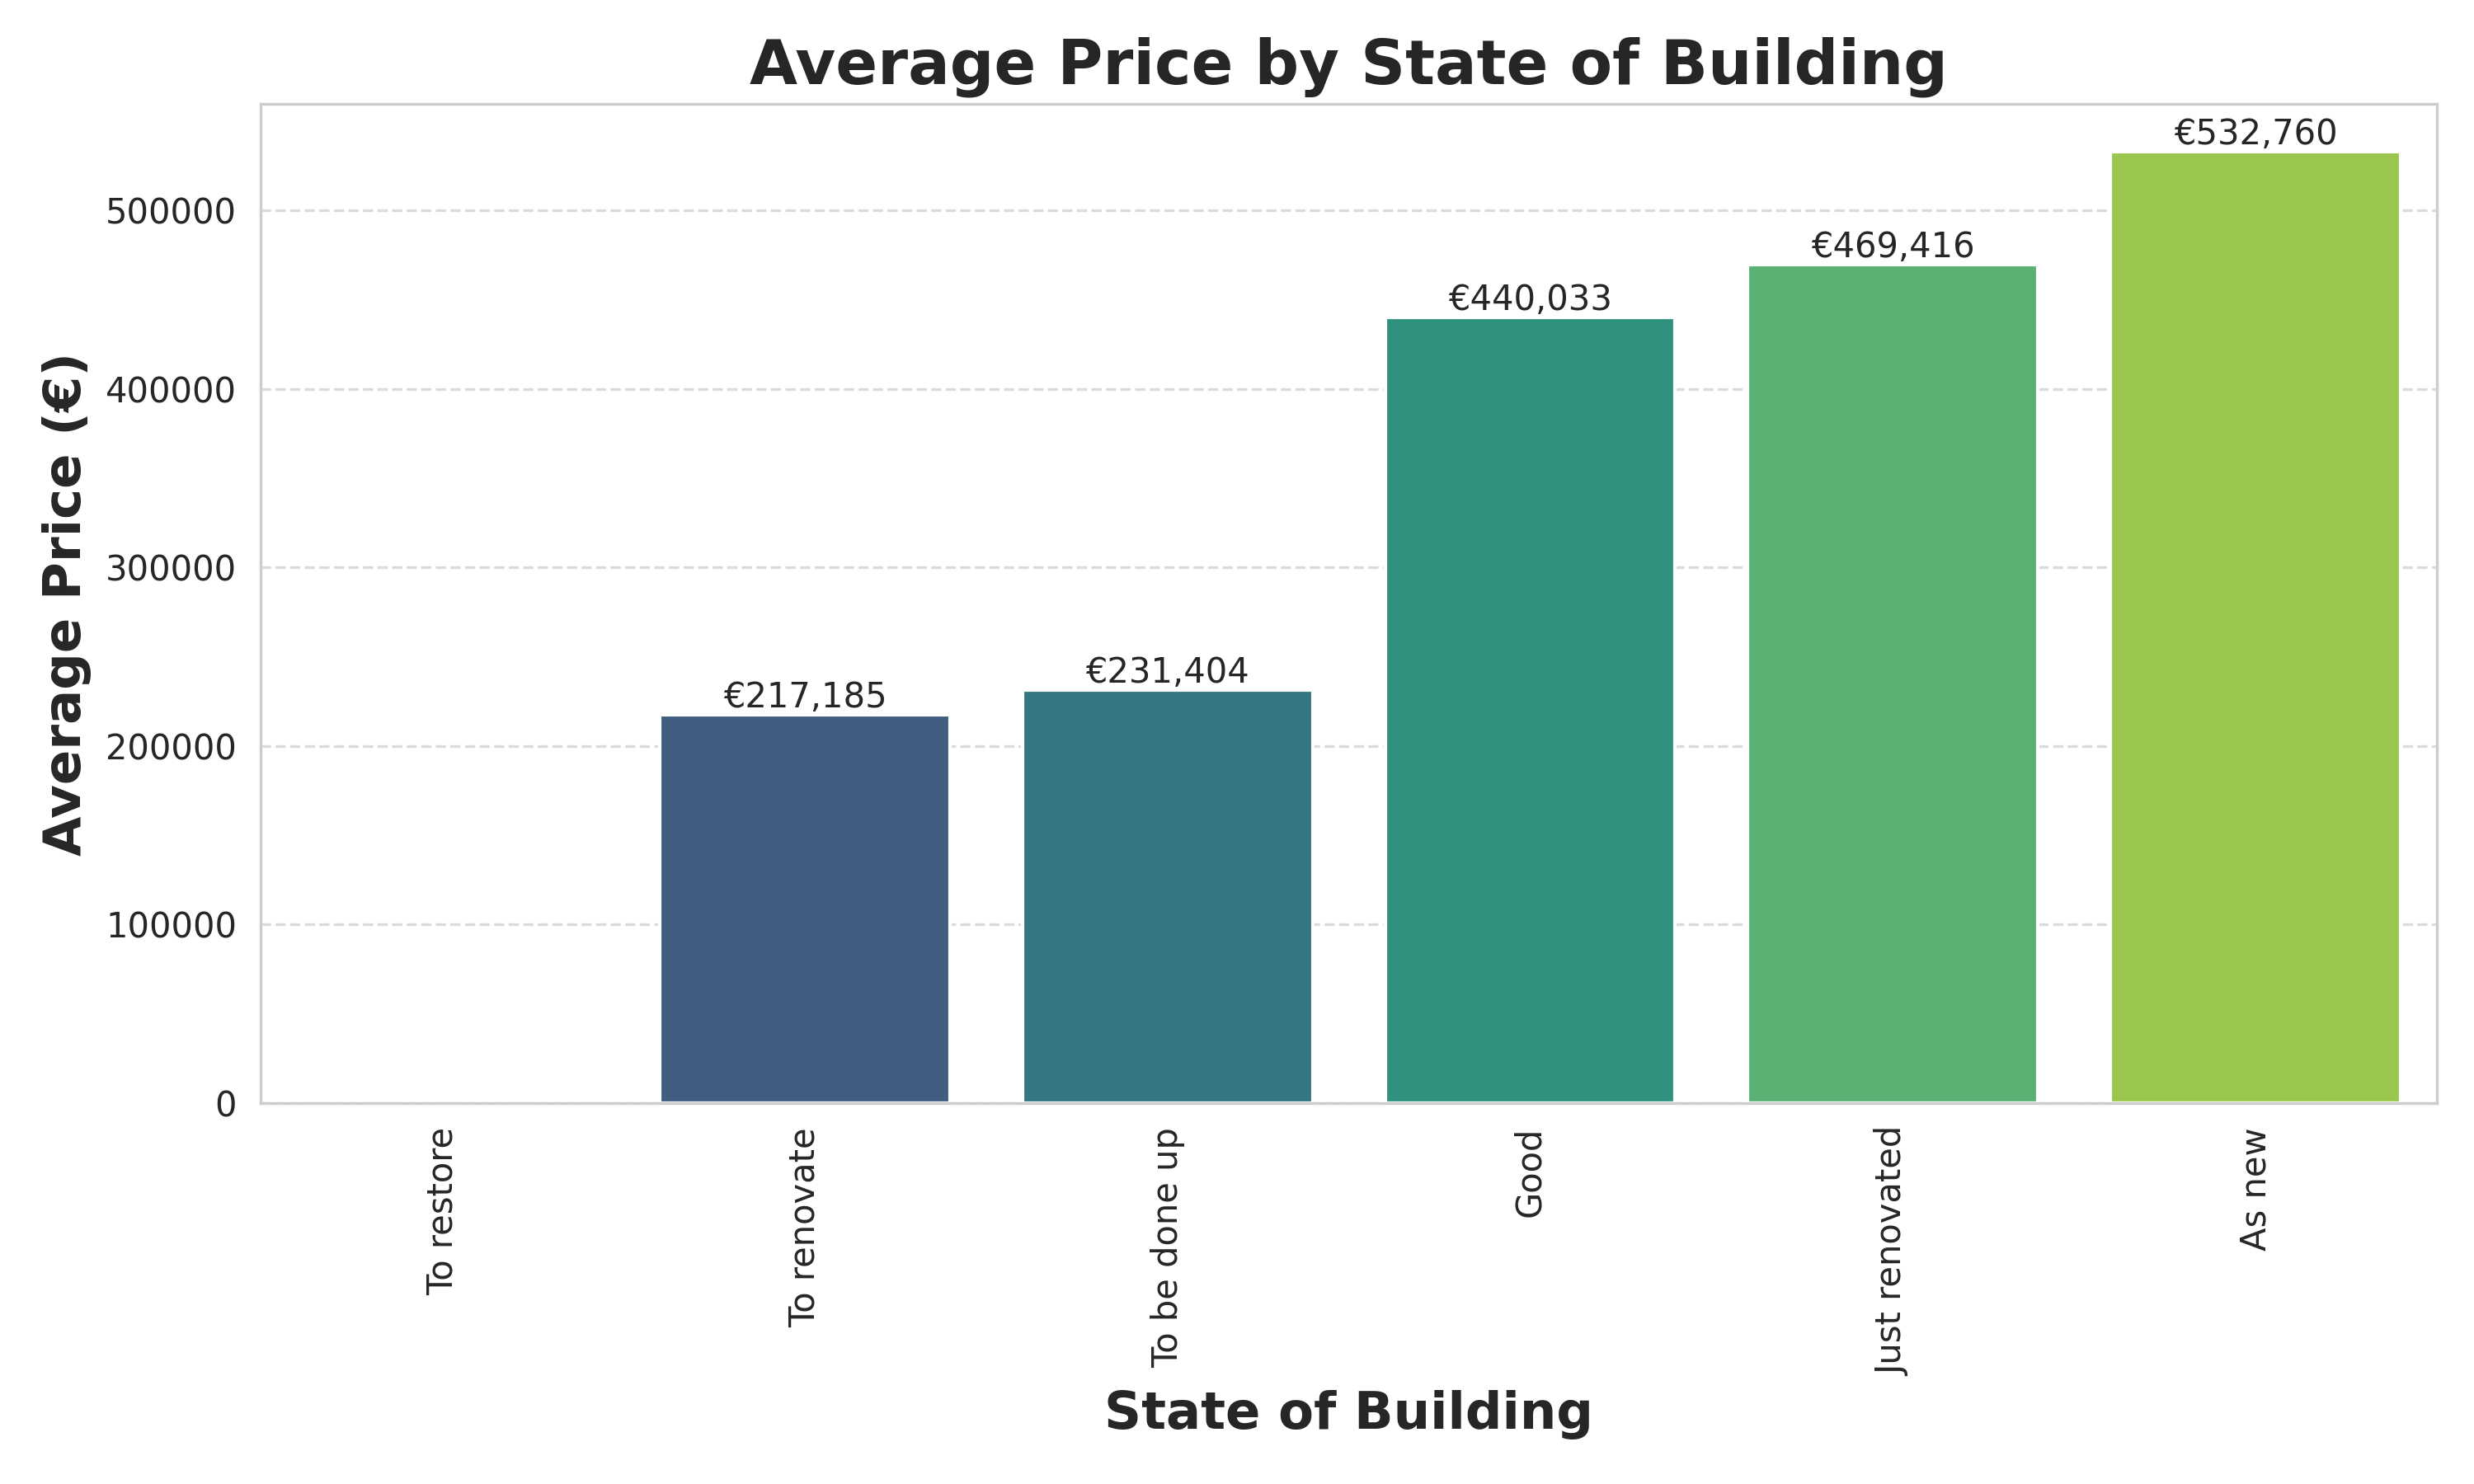 Average Price by State of Building
Average Price (€)
500000
400000
300000
200000
100000
0
€217,185
€231,404
€440,033
€469,416
€532,760
To restore
To renovate
To be done up
Good
Just renovated
As new
State of Building